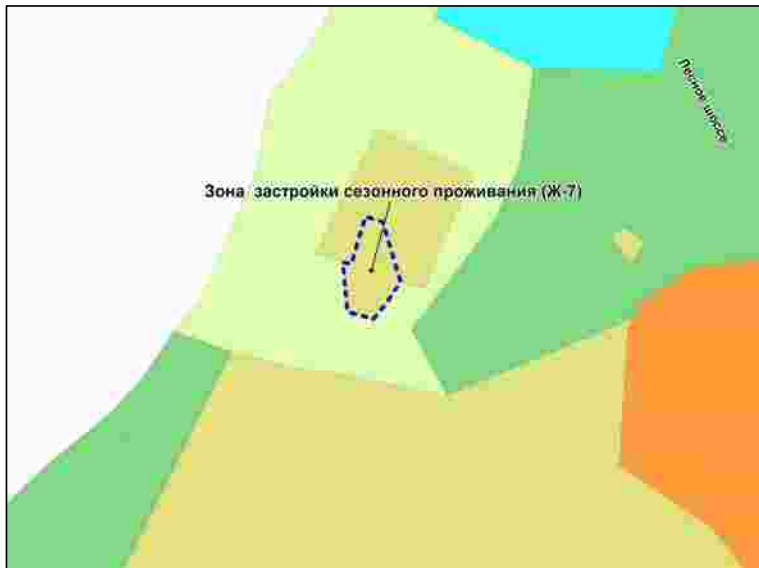 Лесное шоссе
Зона застройки сезонного проживания (Ж-7)